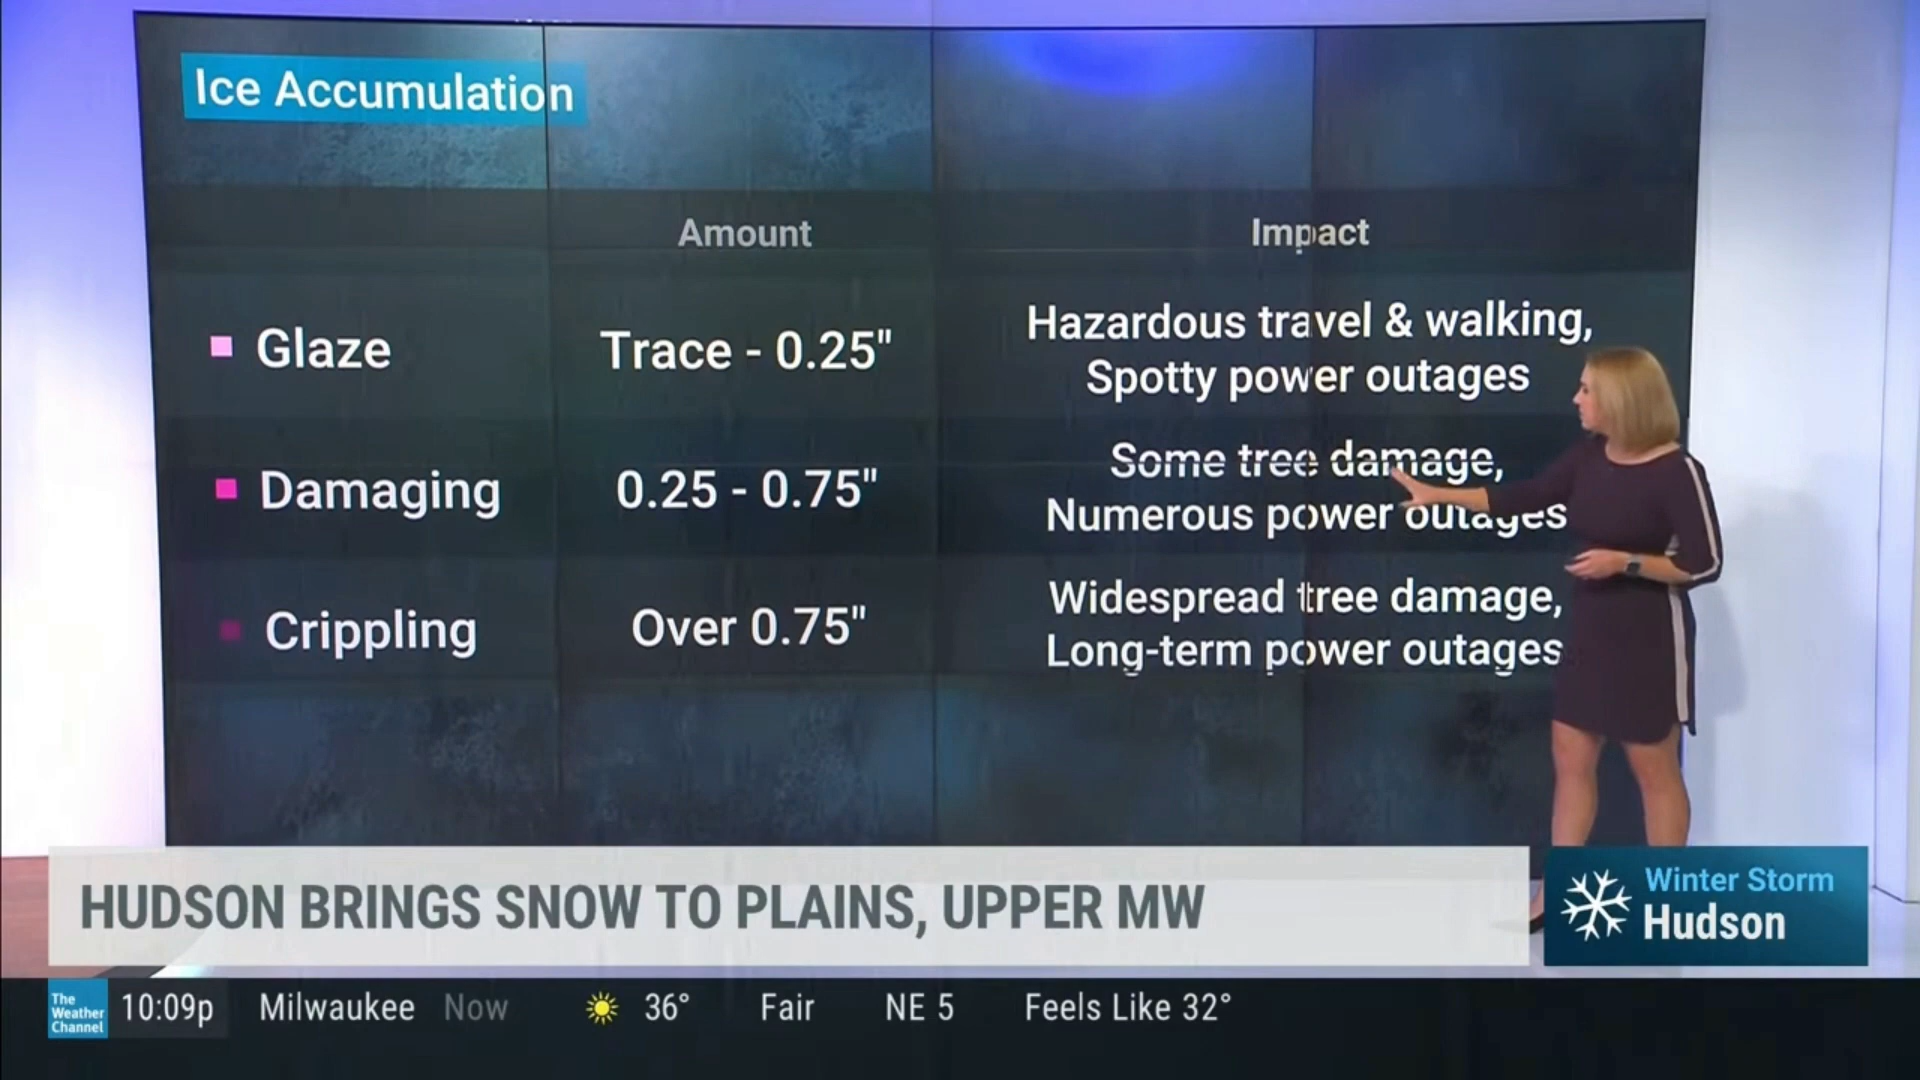 Ice Accumulation
Amount
Impact
Glaze
Trace - 0.25"
Hazardous travel & walking,
Spotty power outages
Damaging
0.25 - 0.75"
Some tree damage,
Numerous power outages
Crippling
Over 0.75"
Widespread tree damage,
Long-term power outages
HUDSON BRINGS SNOW TO PLAINS, UPPER MW
Winter Storm
Hudson
The
Weather
Channel
10:09p Milwaukee Now 36° Fair NE 5 Feels Like 32°